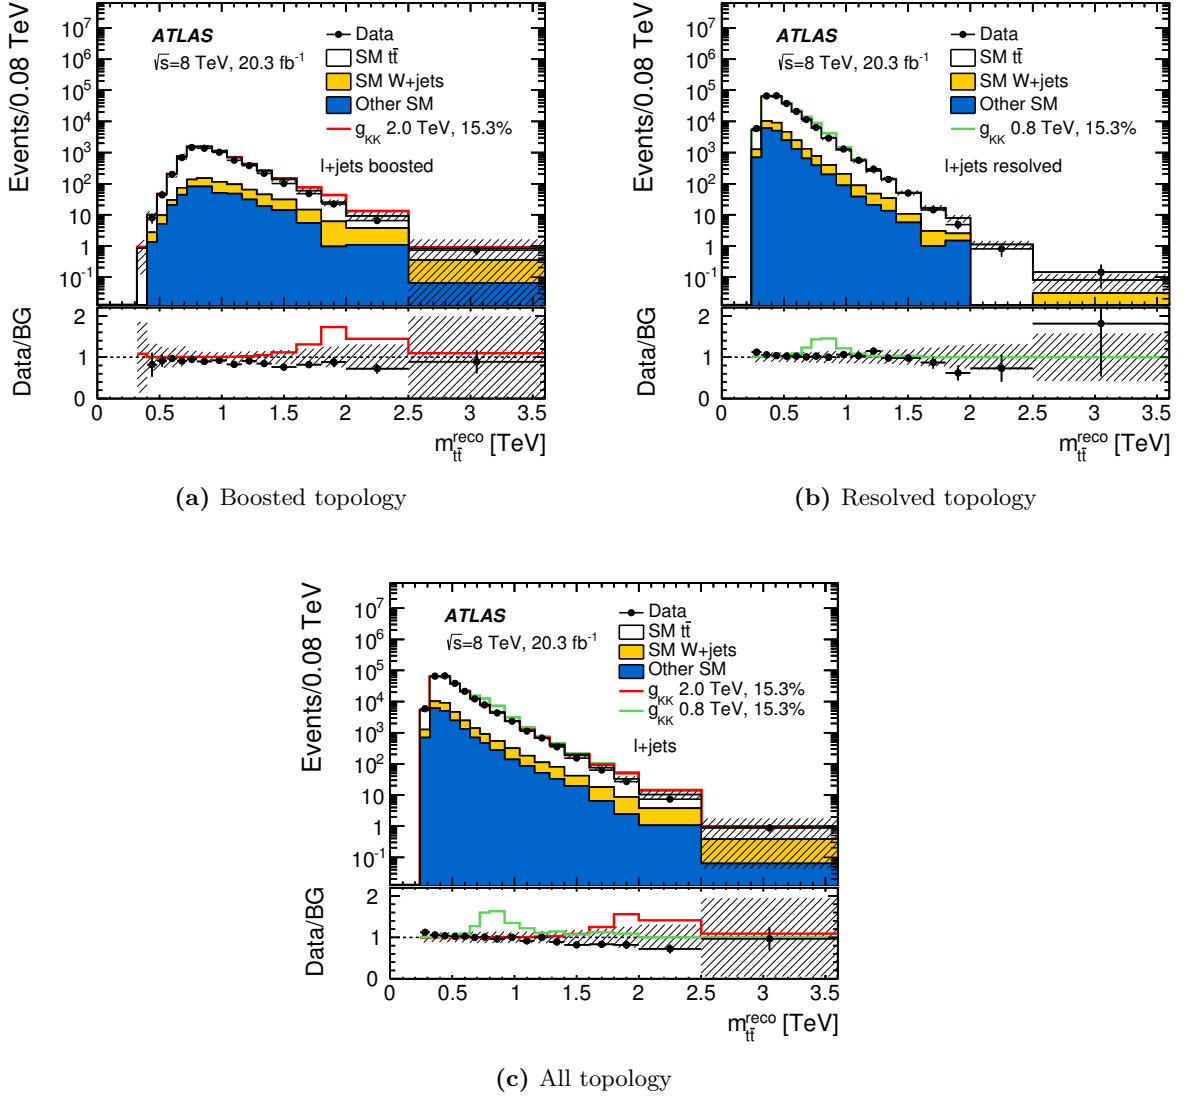 Events/0.08 TeV
10⁷
10⁶
10⁵
10⁴
10³
10²
10
1
10⁻¹
ATLAS
√s=8 TeV, 20.3 fb⁻¹
Data
SM tt̄
SM W+jets
Other SM
g_KK 2.0 TeV, 15.3%
l+jets boosted
Data/BG
2
1
0
0 0.5 1 1.5 2 2.5 3 3.5
m_tt̄^reco [TeV]
(a) Boosted topology
Events/0.08 TeV
10⁷
10⁶
10⁵
10⁴
10³
10²
10
1
10⁻¹
ATLAS
√s=8 TeV, 20.3 fb⁻¹
Data
SM tt̄
SM W+jets
Other SM
g_KK 0.8 TeV, 15.3%
l+jets resolved
Data/BG
2
1
0
0 0.5 1 1.5 2 2.5 3 3.5
m_tt̄^reco [TeV]
(b) Resolved topology
Events/0.08 TeV
10⁷
10⁶
10⁵
10⁴
10³
10²
10
1
10⁻¹
ATLAS
√s=8 TeV, 20.3 fb⁻¹
Data
SM tt̄
SM W+jets
Other SM
g_KK 2.0 TeV, 15.3%
g_KK 0.8 TeV, 15.3%
l+jets
Data/BG
2
1
0
0 0.5 1 1.5 2 2.5 3 3.5
m_tt̄^reco [TeV]
(c) All topology